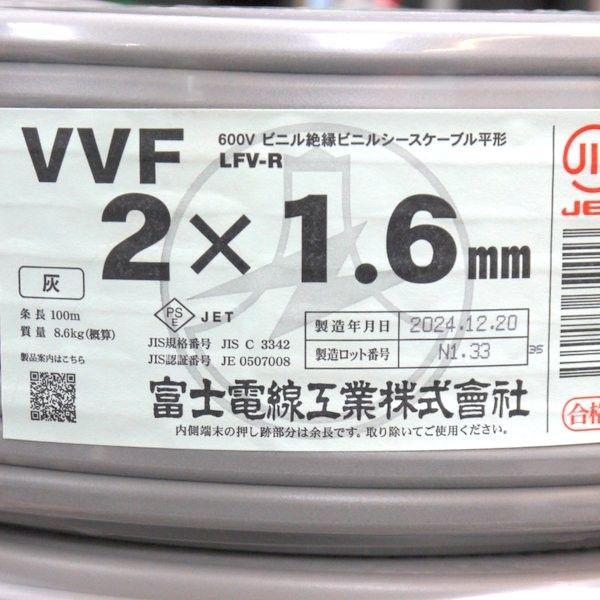 VVF
600V ビニル絶縁ビニルシースケーブル平形
LFV-R
2×1.6mm
灰
条長 100m
質量 8.6kg(概算)
製品案内はこちら
PS
E
JET
JIS規格番号 JIS C 3342
JIS認証番号 JE 0507008
製造年月日 2024.12.20
製造ロット番号 N1.33
35
富士電線工業株式會社
内側端末の押し跡部分は余長です。取り除いてご使用ください。
合格